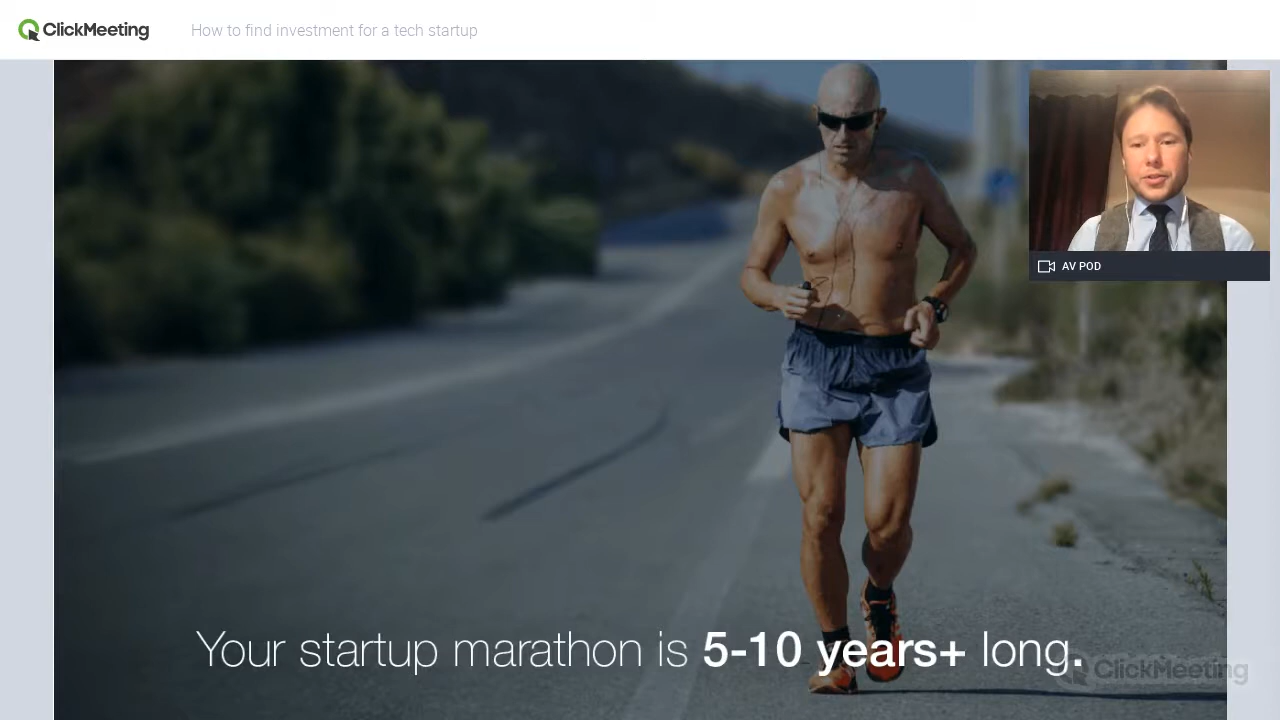 ClickMeeting
How to find investment for a tech startup
AV POD
Your startup marathon is 5-10 years+ long.
ClickMeeting